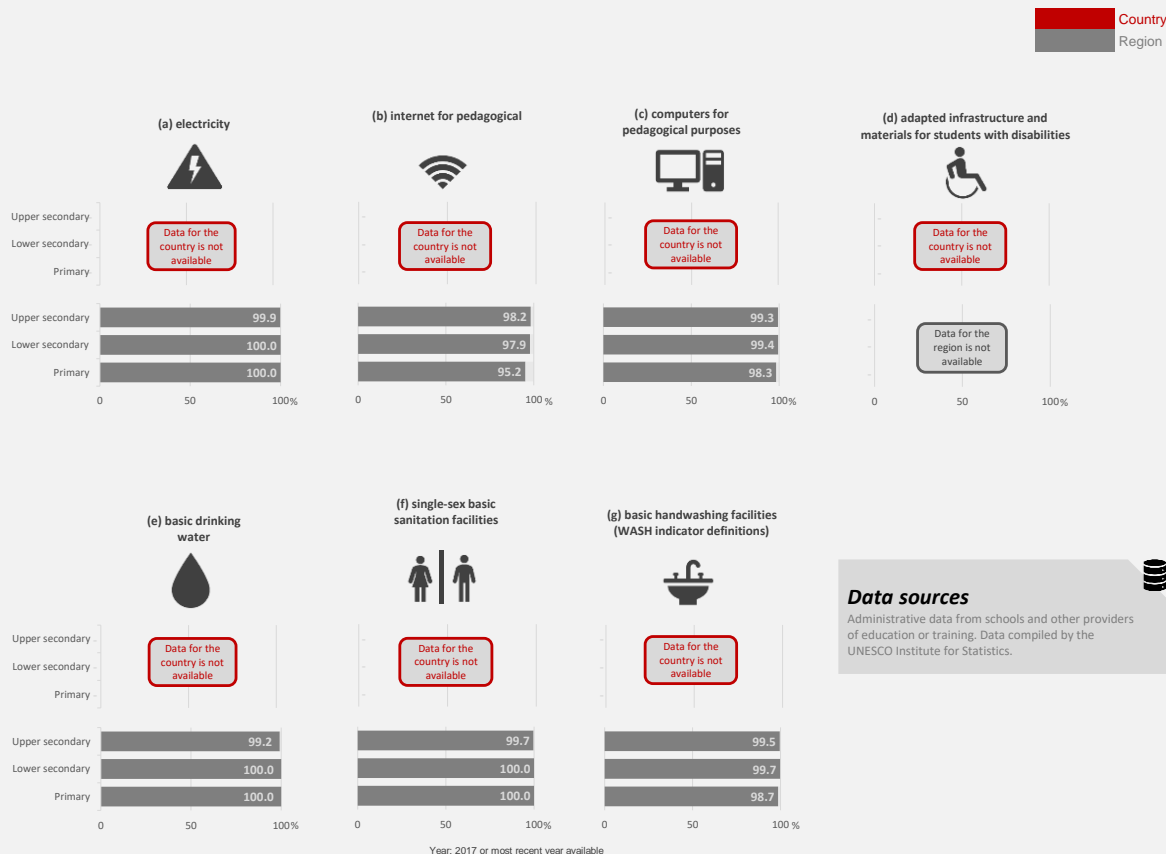 Country
Region
(a) electricity
(b) internet for pedagogical
(c) computers for
pedagogical purposes
(d) adapted infrastructure and
materials for students with disabilities
Upper secondary
Lower secondary
Primary
Data for the
country is not
available
Data for the
country is not
available
Data for the
country is not
available
Data for the
country is not
available
Upper secondary
Lower secondary
Primary
99.9
100.0
100.0
98.2
97.9
95.2
99.3
99.4
98.3
Data for the
region is not
available
0 50 100%
0 50 100 %
0 50 100 %
0 50 100%
(e) basic drinking
water
(f) single-sex basic
sanitation facilities
(g) basic handwashing facilities
(WASH indicator definitions)
Upper secondary
Lower secondary
Primary
Data for the
country is not
available
Data for the
country is not
available
Data for the
country is not
available
Data sources
Administrative data from schools and other providers
of education or training. Data compiled by the
UNESCO Institute for Statistics.
Upper secondary
Lower secondary
Primary
99.2
100.0
100.0
99.7
100.0
100.0
99.5
99.7
98.7
0 50 100%
0 50 100 %
0 50 100 %
Year: 2017 or most recent year available